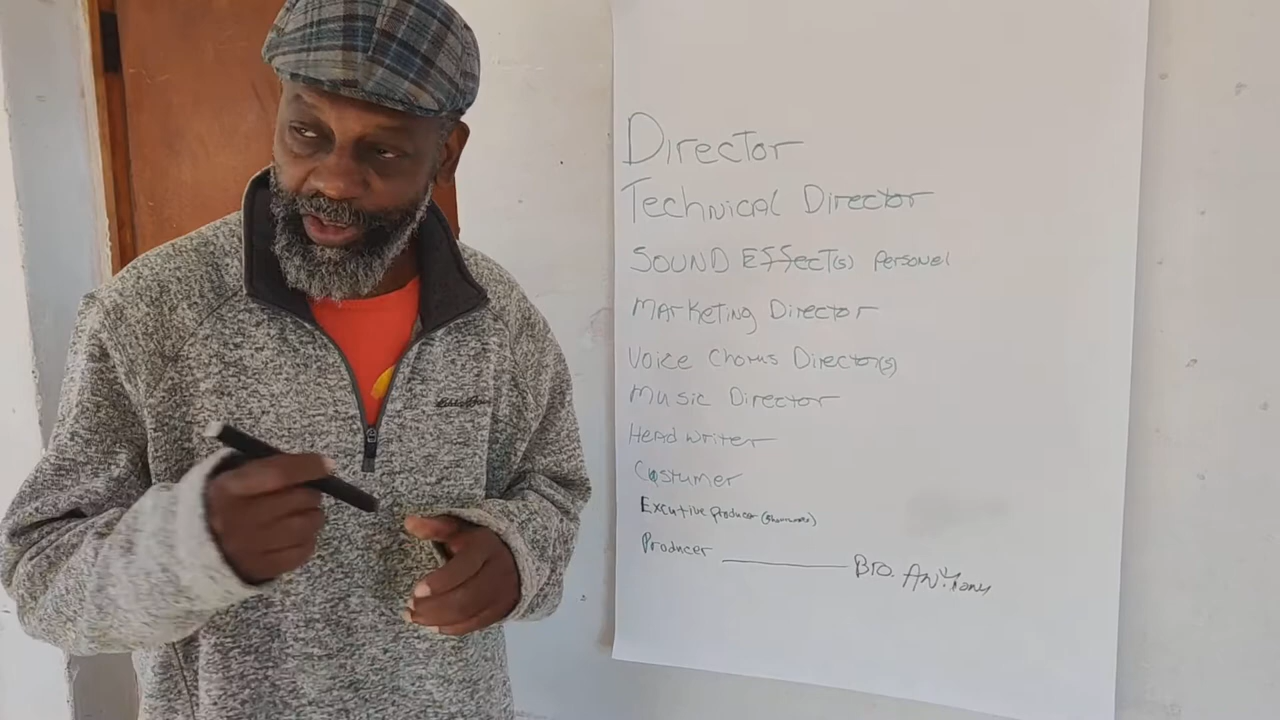 Director
Technical Director
Sound Effect(s) Personel
Marketing Director
Voice Chorus Director(s)
Music Director
Head writer
Costumer
Excutive producer
Producer ____________ Bro. Anthony